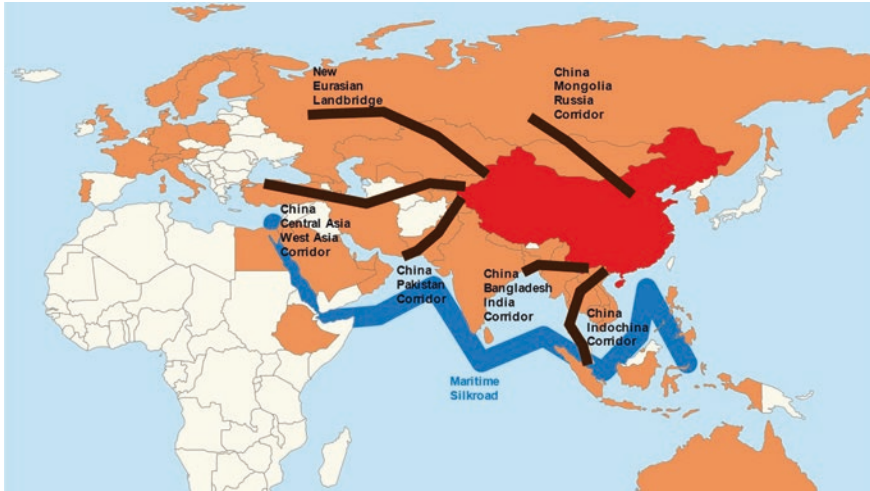 New
Eurasian
Landbridge
China
Mongolia
Russia
Corridor
China
Central Asia
West Asia
Corridor
China
Pakistan
Corridor
China
Bangladesh
India
Corridor
China
Indochina
Corridor
Maritime
Silkroad